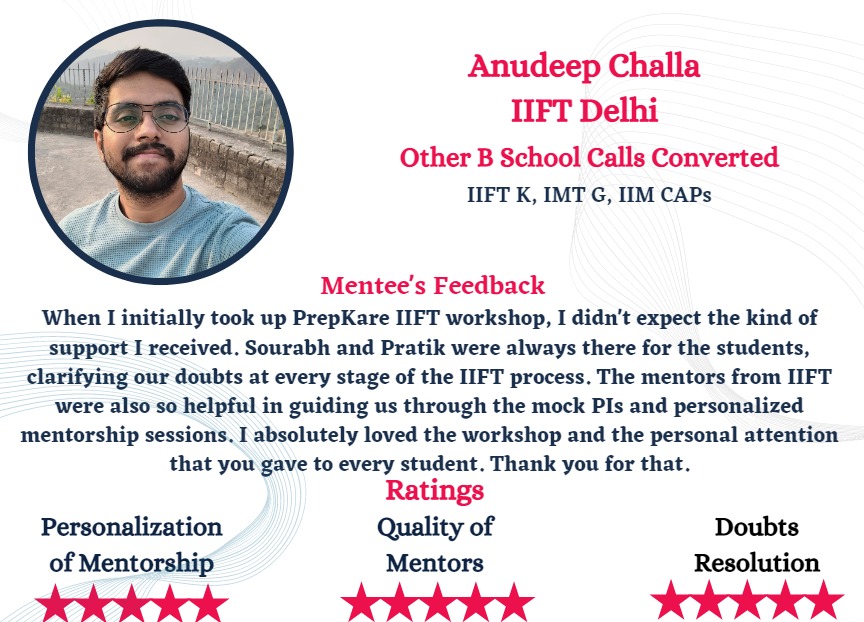 Anudeep Challa
IIFT Delhi
Other B School Calls Converted
IIFT K, IMT G, IIM CAPs
Mentee's Feedback
When I initially took up PrepKare IIFT workshop, I didn't expect the kind of
support I received. Sourabh and Pratik were always there for the students,
clarifying our doubts at every stage of the IIFT process. The mentors from IIFT
were also so helpful in guiding us through the mock PIs and personalized
mentorship sessions. I absolutely loved the workshop and the personal attention
that you gave to every student. Thank you for that.
Ratings
Personalization
of Mentorship
Quality of
Mentors
Doubts
Resolution